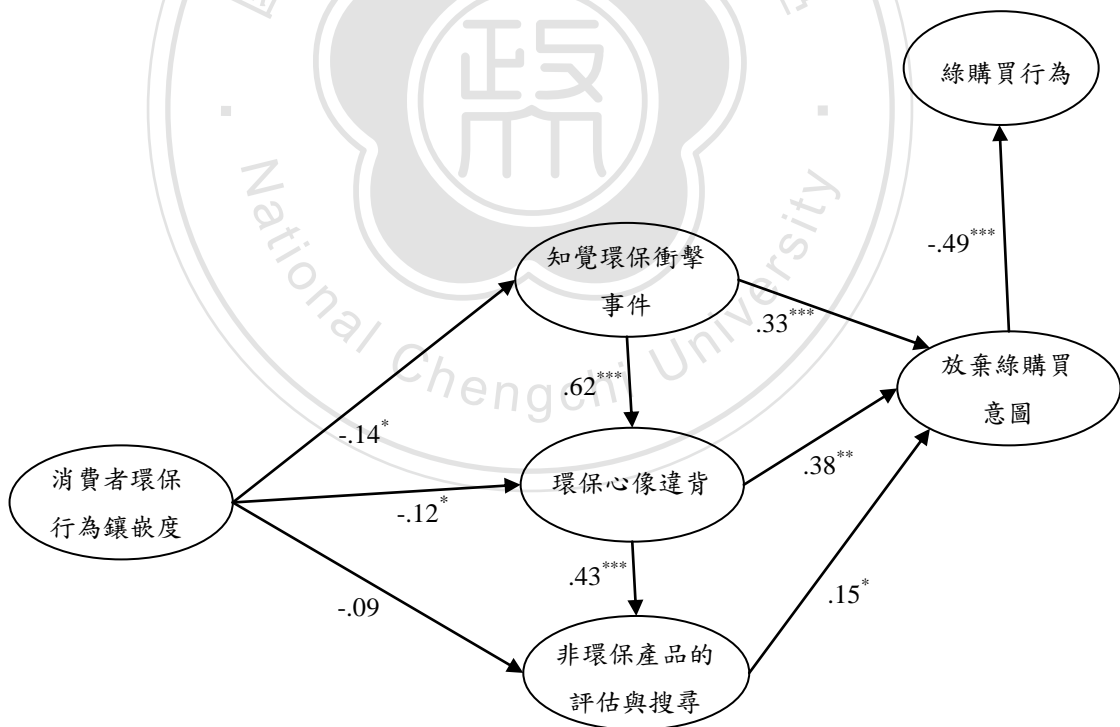 綠購買行為
-.49***
知覺環保衝擊
事件
.33***
放棄綠購買
意圖
.62***
-.14*
消費者環保
行為鑲嵌度
-.12*
環保心像違背
.38**
-.09
.43***
.15*
非環保產品的
評估與搜尋
政
National Chengchi University